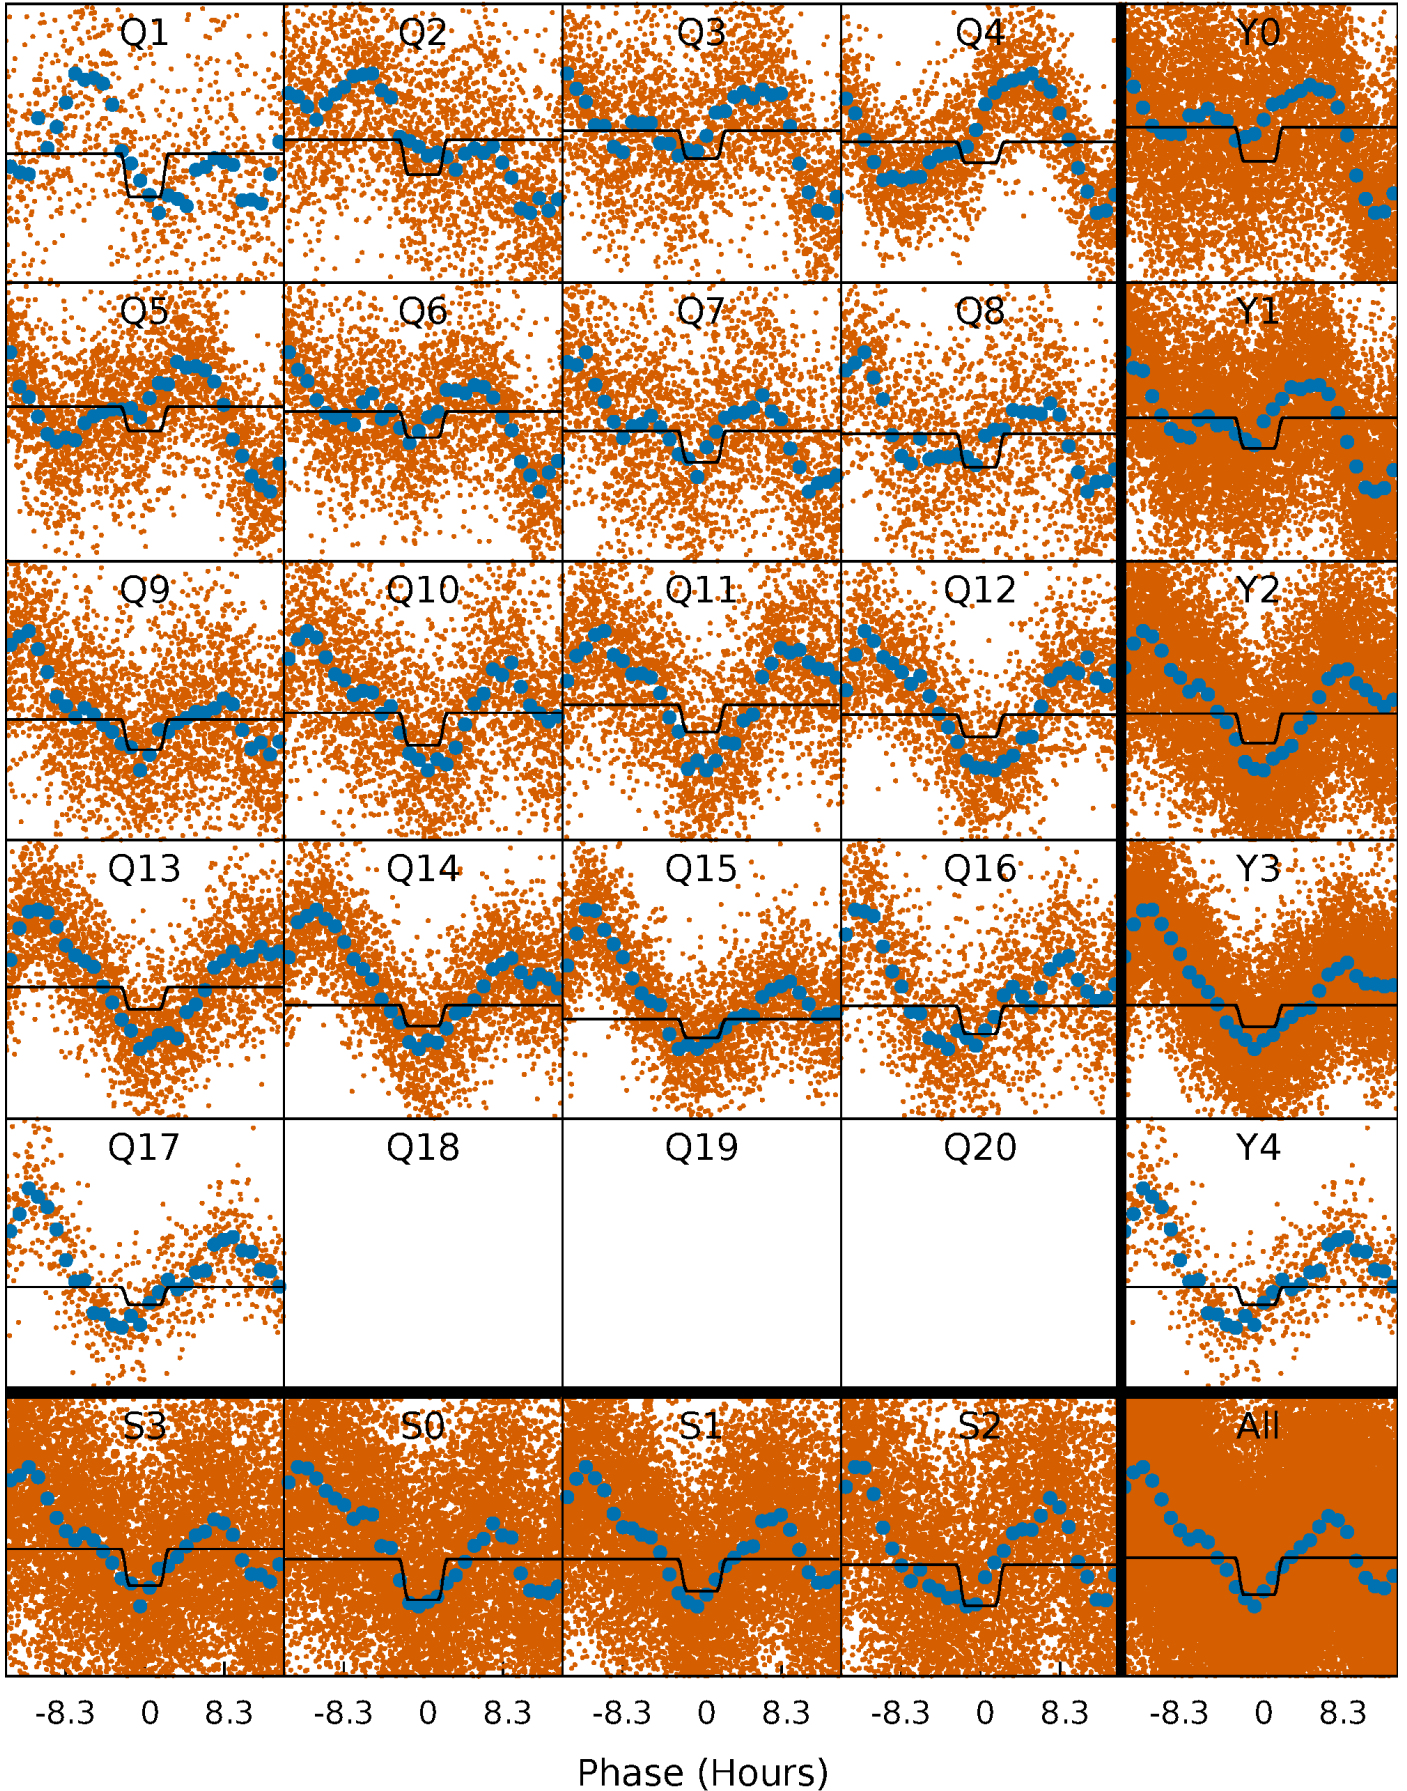 Q1 Q2 Q3 Q4 Y0
Q5 Q6 Q7 Q8 Y1
Q9 Q10 Q11 Q12 Y2
Q13 Q14 Q15 Q16 Y3
Q17 Q18 Q19 Q20 Y4
S3 S0 S1 S2 All
-8.3 0 8.3 -8.3 0 8.3 -8.3 0 8.3 -8.3 0 8.3 -8.3 0 8.3
Phase (Hours)